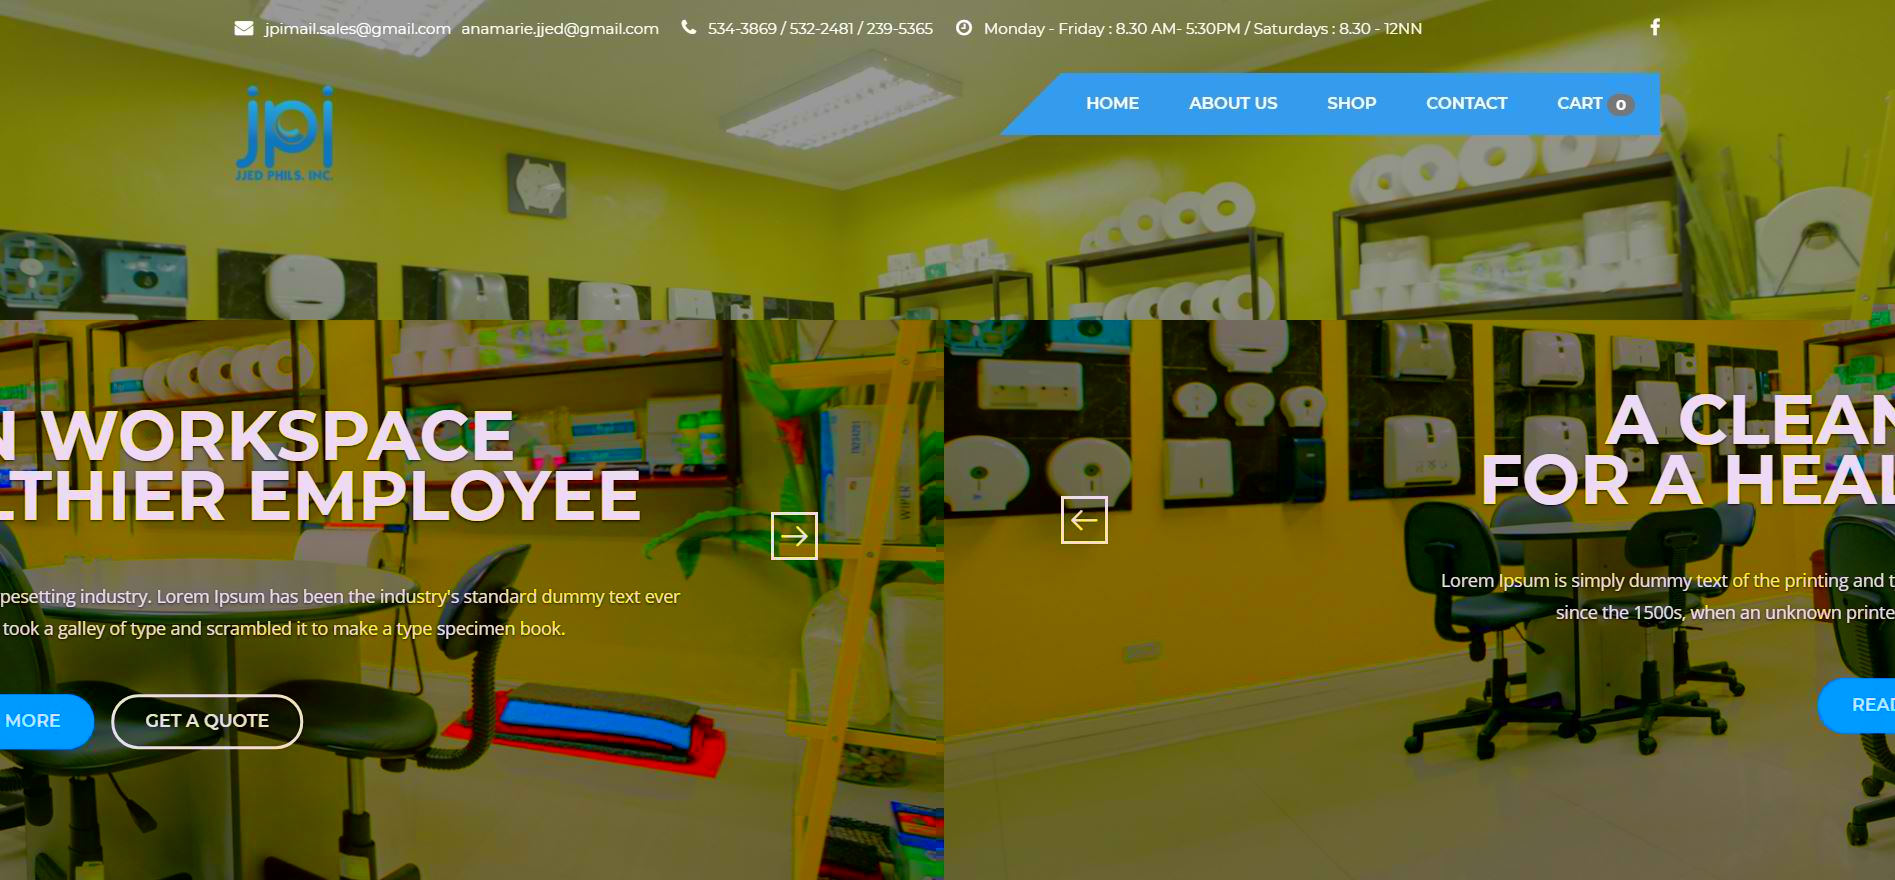 jpimail.sales@gmail.com anamarie.jjed@gmail.com 534-3869 / 532-2481 / 239-5365 Monday - Friday : 8.30 AM- 5:30PM / Saturdays : 8.30 - 12NN
HOME ABOUT US SHOP CONTACT CART 0
jpi
JJED PHILS. INC.
N WORKSPACE
LTHIER EMPLOYEE
pesetting industry. Lorem Ipsum has been the industry's standard dummy text ever
took a galley of type and scrambled it to make a type specimen book.
MORE GET A QUOTE
A CLEAN
FOR A HEAL
Lorem Ipsum is simply dummy text of the printing and t
since the 1500s, when an unknown printe
READ